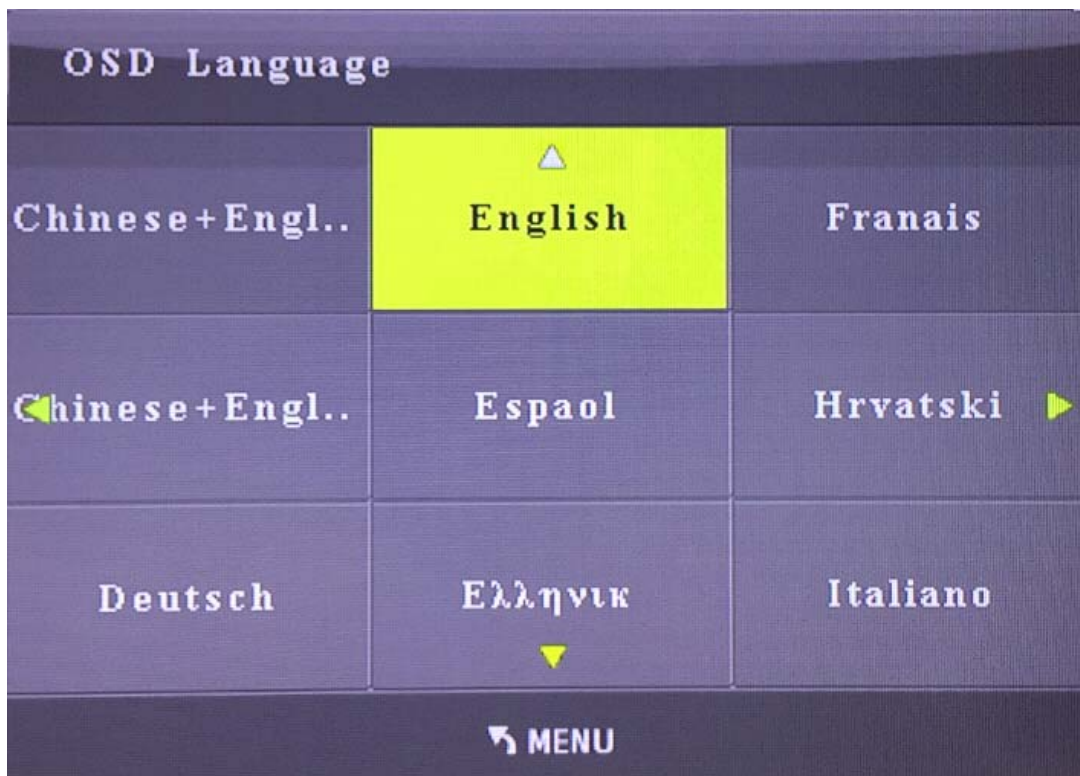 OSD Language
Chinese+Engl.. English Franais
Chinese+Engl.. Espaol Hrvatski
Deutsch Ελληνικ Italiano
MENU